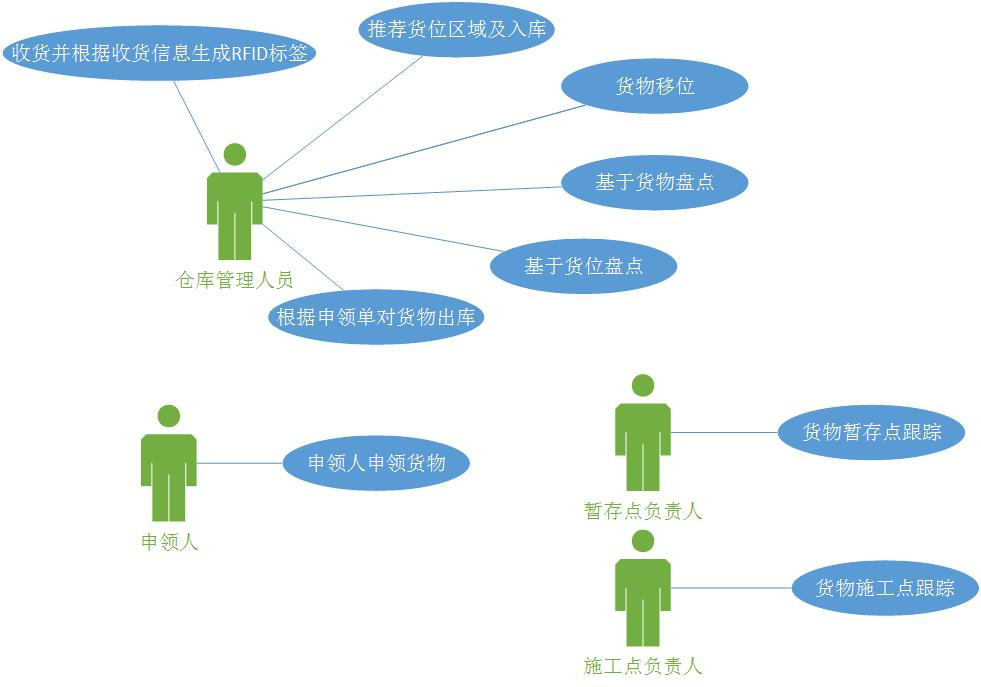 推荐货位区域及入库
收货并根据收货信息生成RFID标签
货物移位
基于货物盘点
基于货位盘点
仓库管理人员
根据申领单对货物出库
货物暂存点跟踪
申领人申领货物
暂存点负责人
申领人
货物施工点跟踪
施工点负责人